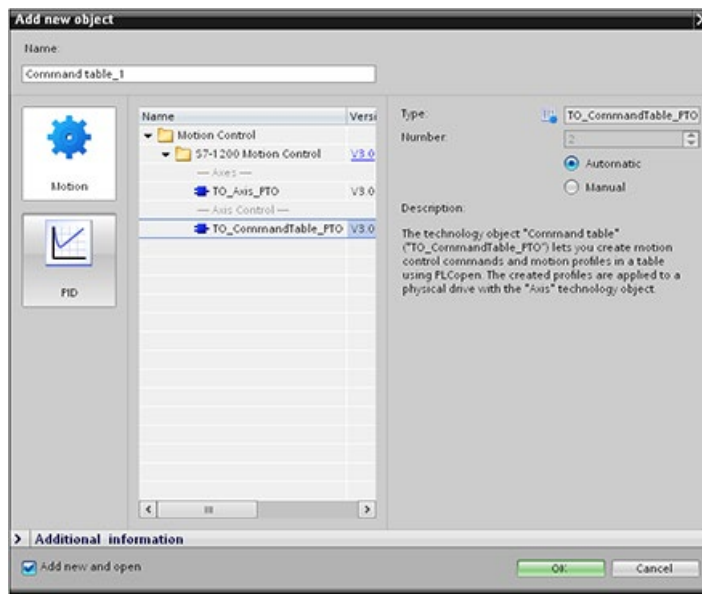 Add new object
Name:
Command table_1
Motion
PID
Name
Versi
Motion Control
S7-1200 Motion Control V3.0
— Axes —
TO_Axis_PTO V3.0
— Axis Control —
TO_CommandTable_PTO V3.0
Type: TO_CommandTable_PTO
Number: 2
Automatic
Manual
Description:
The technology object "Command table"
("TO_CommandTable_PTO") lets you create motion
control commands and motion profiles in a table
using PLCopen. The created profiles are applied to a
physical drive with the "Axis" technology object.
Additional information
Add new and open
OK
Cancel